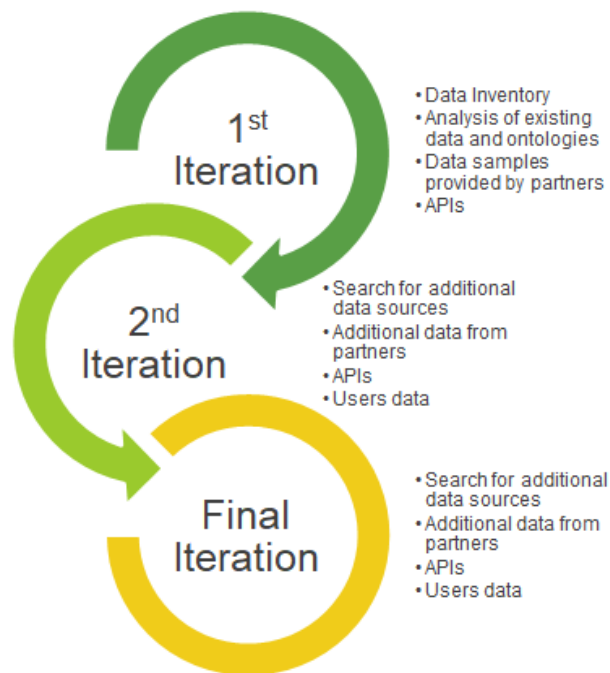 1st
Iteration
• Data Inventory
• Analysis of existing
data and ontologies
• Data samples
provided by partners
• APIs
2nd
Iteration
• Search for additional
data sources
• Additional data from
partners
• APIs
• Users data
Final
Iteration
• Search for additional
data sources
• Additional data from
partners
• APIs
• Users data